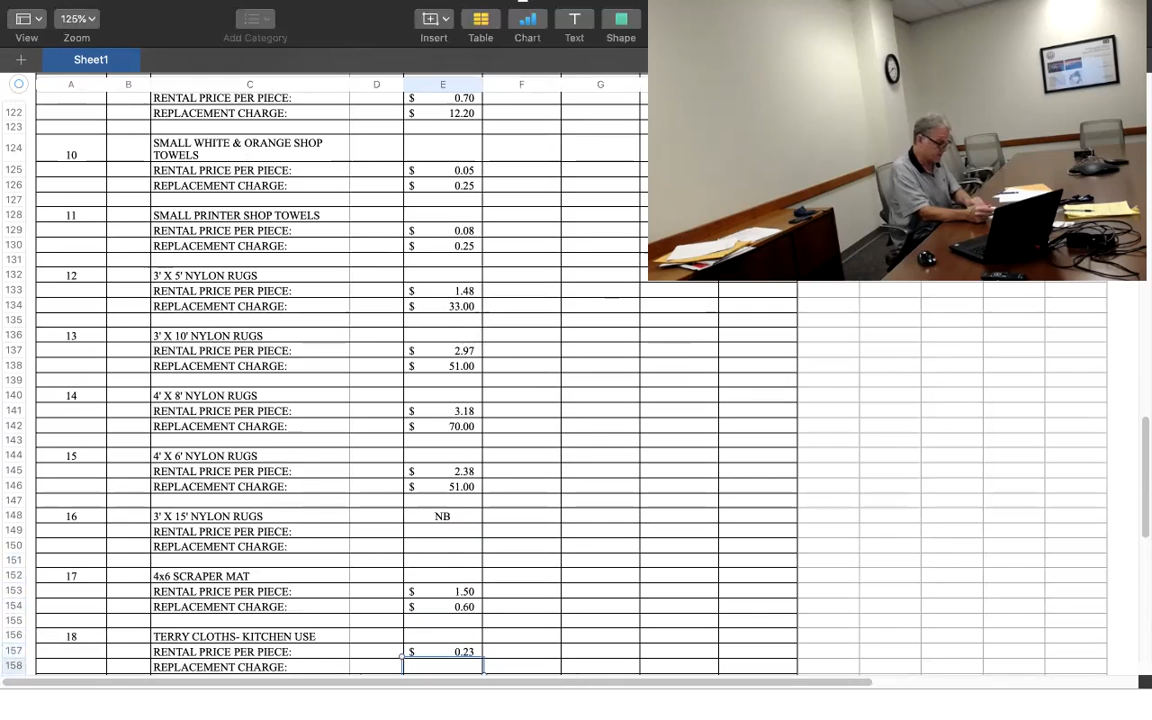 125%
View Zoom Add Category Insert Table Chart Text Shape
Sheet1
A B C D E F G
RENTAL PRICE PER PIECE: $ 0.70
122 REPLACEMENT CHARGE: $ 12.20
123
124 10 SMALL WHITE & ORANGE SHOP
TOWELS
125 RENTAL PRICE PER PIECE: $ 0.05
126 REPLACEMENT CHARGE: $ 0.25
127
128 11 SMALL PRINTER SHOP TOWELS
129 RENTAL PRICE PER PIECE: $ 0.08
130 REPLACEMENT CHARGE: $ 0.25
131
132 12 3' X 5' NYLON RUGS
133 RENTAL PRICE PER PIECE: $ 1.48
134 REPLACEMENT CHARGE: $ 33.00
135
136 13 3' X 10' NYLON RUGS
137 RENTAL PRICE PER PIECE: $ 2.97
138 REPLACEMENT CHARGE: $ 51.00
139
140 14 4' X 8' NYLON RUGS
141 RENTAL PRICE PER PIECE: $ 3.18
142 REPLACEMENT CHARGE: $ 70.00
143
144 15 4' X 6' NYLON RUGS
145 RENTAL PRICE PER PIECE: $ 2.38
146 REPLACEMENT CHARGE: $ 51.00
147
148 16 3' X 15' NYLON RUGS NB
149 RENTAL PRICE PER PIECE:
150 REPLACEMENT CHARGE:
151
152 17 4x6 SCRAPER MAT
153 RENTAL PRICE PER PIECE: $ 1.50
154 REPLACEMENT CHARGE: $ 0.60
155
156 18 TERRY CLOTHS- KITCHEN USE
157 RENTAL PRICE PER PIECE: $ 0.23
158 REPLACEMENT CHARGE: